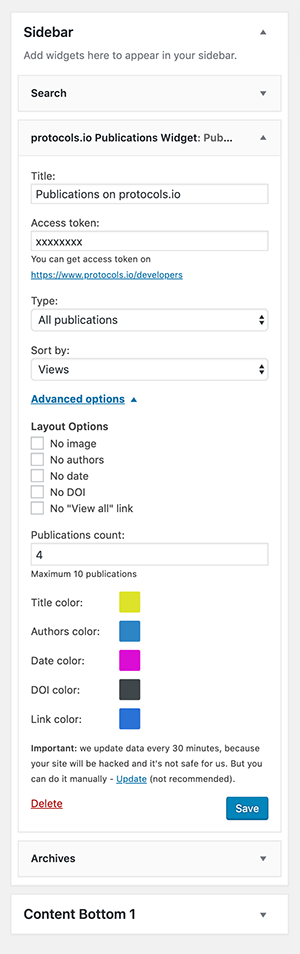 Sidebar
Add widgets here to appear in your sidebar.
Search
protocols.io Publications Widget: Pub...
Title:
Publications on protocols.io
Access token:
xxxxxxxx
You can get access token on
https://www.protocols.io/developers
Type:
All publications
Sort by:
Views
Advanced options
Layout Options
No image
No authors
No date
No DOI
No "View all" link
Publications count:
4
Maximum 10 publications
Title color:
Authors color:
Date color:
DOI color:
Link color:
Important: we update data every 30 minutes, because
your site will be hacked and it's not safe for us. But you
can do it manually - Update (not recommended).
Delete
Save
Archives
Content Bottom 1